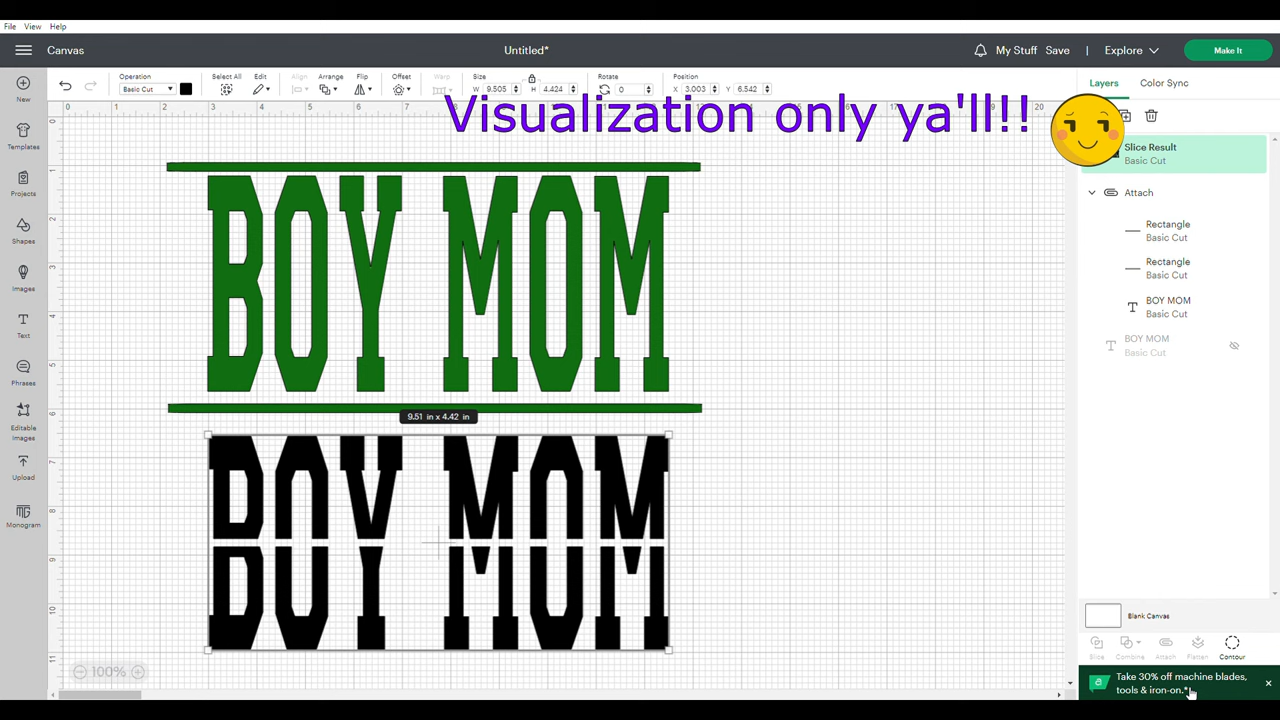 File View Help
Canvas
Untitled*
My Stuff Save | Explore
Make It
Operation
Basic Cut
Select All
Edit
Align
Arrange
Flip
Offset
Warp
Size
W 9.505
H 4.424
Rotate
0
Position
X 3.003
Y 6.542
Layers
Color Sync
Visualization only ya'll!!
New
Templates
Projects
Shapes
Images
Text
Phrases
Editable
Images
Upload
Monogram
BOY MOM
9.51 in x 4.42 in
BOY MOM
100%
Slice Result
Basic Cut
Attach
Rectangle
Basic Cut
Rectangle
Basic Cut
BOY MOM
Basic Cut
BOY MOM
Basic Cut
Blank Canvas
Slice
Combine
Attach
Flatten
Contour
Take 30% off machine blades,
tools & iron-on.*